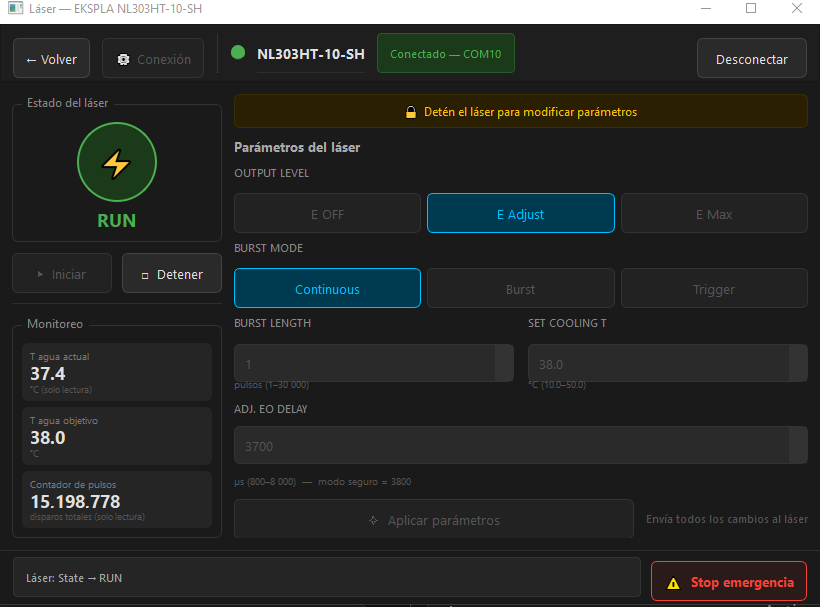 Láser — EKSPLA NL303HT-10-SH
← Volver
Conexión
NL303HT-10-SH
Conectado — COM10
Desconectar
Estado del láser
RUN
Iniciar
Detener
Monitoreo
T agua actual
37.4
°C (solo lectura)
T agua objetivo
38.0
°C
Contador de pulsos
15.198.778
disparos totales (solo lectura)
Detén el láser para modificar parámetros
Parámetros del láser
OUTPUT LEVEL
E OFF
E Adjust
E Max
BURST MODE
Continuous
Burst
Trigger
BURST LENGTH
SET COOLING T
1
38.0
pulsos (1–30 000)
°C (10.0–50.0)
ADJ. EO DELAY
3700
µs (800–8 000) — modo seguro = 3800
Aplicar parámetros
Envía todos los cambios al láser
Láser: State → RUN
Stop emergencia